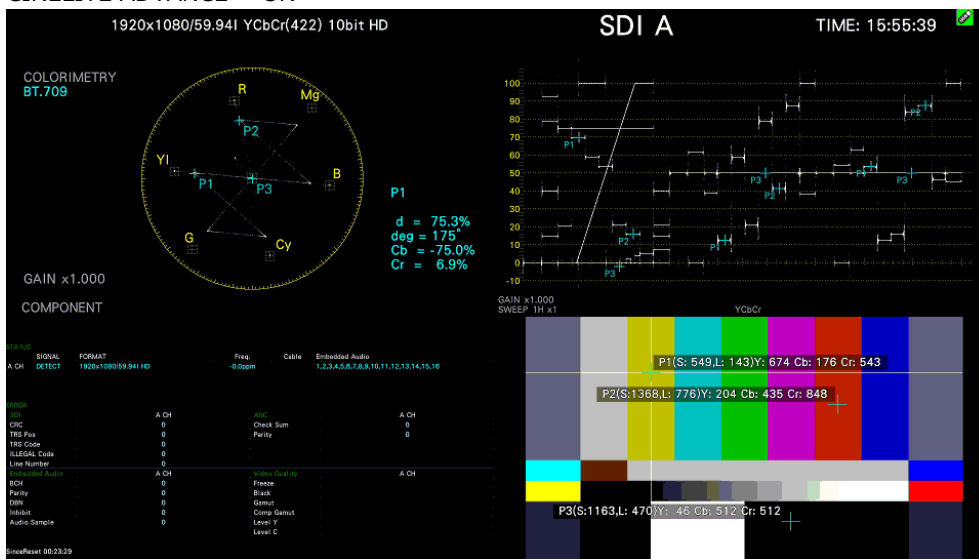 1920x1080/59.94I YCbCr(422) 10bit HD
SDI A
TIME: 15:55:39
COLORIMETRY
BT.709
R
Mg
P2
Yl
P1
P3
B
G
Cy
GAIN x1.000
COMPONENT
P1
d = 75.3%
deg = 175°
Cb = -75.0%
Cr = 6.9%
100
90
80
70
60
50
40
30
20
10
0
-10
P1
P2
P3
P1
P3
P2
P1
P2
P3
GAIN x1.000
SWEEP 1H x1
YCbCr
STATUS
SIGNAL FORMAT Freq. Cable Embedded Audio
A CH DETECT 1920x1080/59.94I HD -0.0ppm 1,2,3,4,5,6,7,8,9,10,11,12,13,14,15,16
ERROR
SDI A CH ANC A CH
CRC 0 Check Sum 0
TRS Pos 0 Parity 0
TRS Code 0
ILLEGAL Code 0
Line Number 0
Embedded Audio A CH Video Quality A CH
BCH 0 Freeze
Parity 0 Black
DBN 0 Gamut
Inhibit 0 Comp Gamut
Audio Sample 0 Level Y
Level C
SinceReset 00:23:29
P1(S: 549,L: 143)Y: 674 Cb: 176 Cr: 543
P2(S:1368,L: 776)Y: 204 Cb: 435 Cr: 848
P3(S:1163,L: 470)Y: 46 Cb: 512 Cr: 512